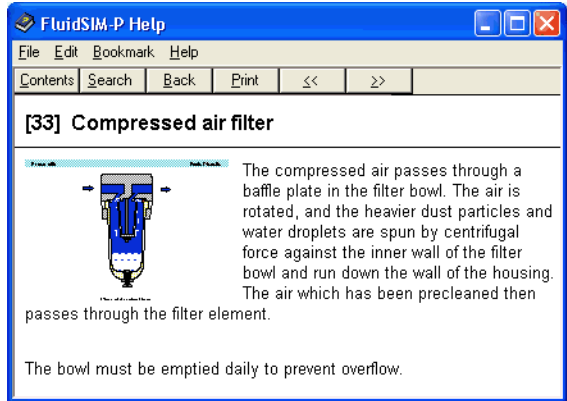 FluidSIM-P Help
File Edit Bookmark Help
Contents Search Back Print << >>
[33] Compressed air filter
The compressed air passes through a
baffle plate in the filter bowl. The air is
rotated, and the heavier dust particles and
water droplets are spun by centrifugal
force against the inner wall of the filter
bowl and run down the wall of the housing.
The air which has been precleaned then
passes through the filter element.
The bowl must be emptied daily to prevent overflow.